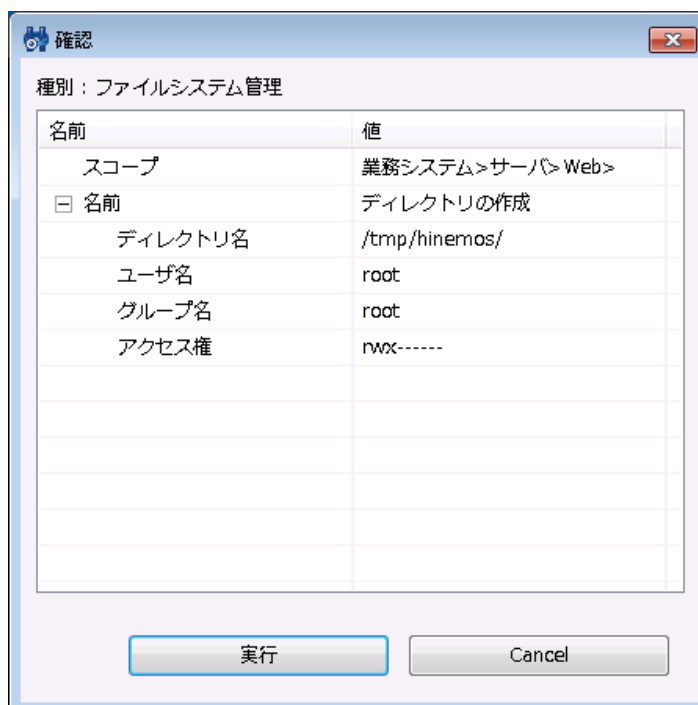 確認
種別：ファイルシステム管理
名前 値
スコープ 業務システム>サーバ>Web>
名前 ディレクトリの作成
ディレクトリ名 /tmp/hinemos/
ユーザ名 root
グループ名 root
アクセス権 rwx------
実行 Cancel